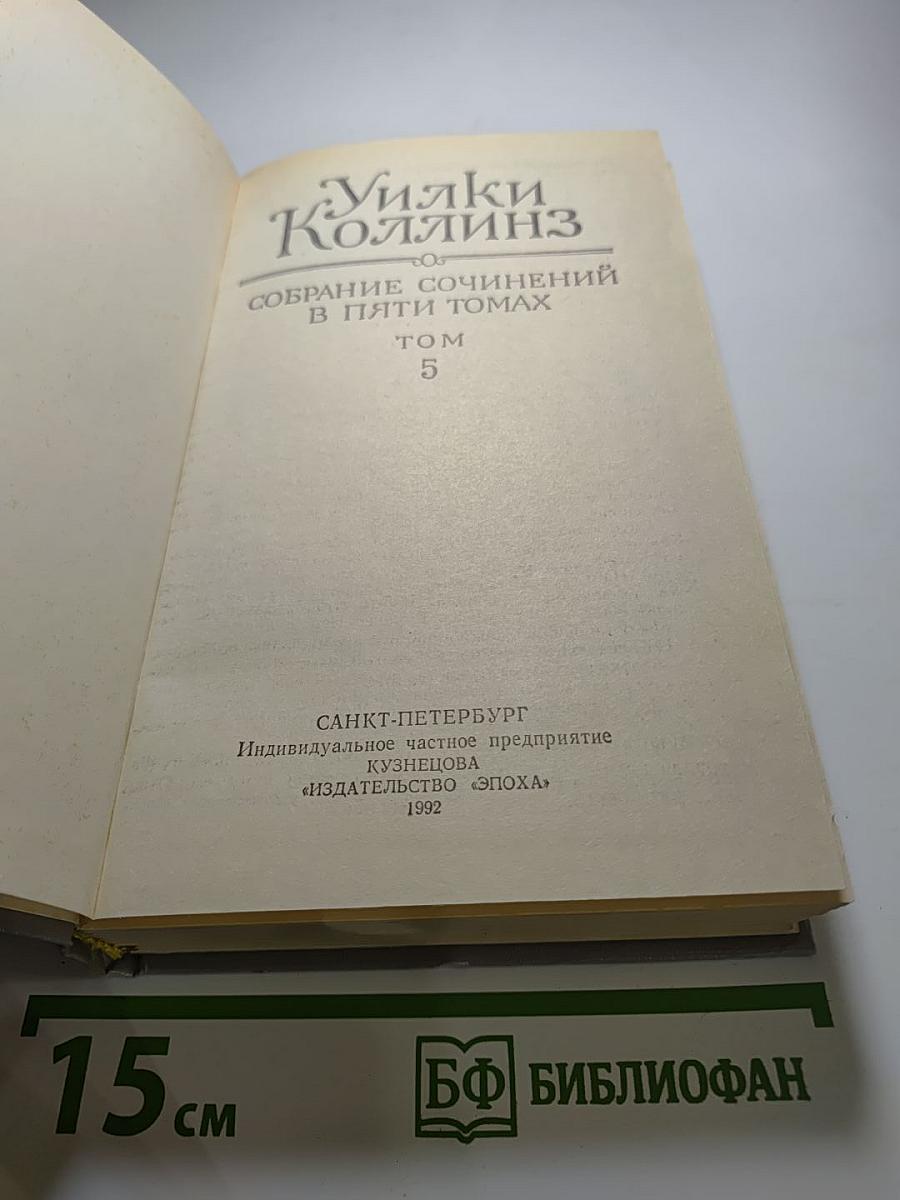 Уилки
Коллинз
СОБРАНИЕ СОЧИНЕНИЙ
В ПЯТИ ТОМАХ
ТОМ
5
САНКТ-ПЕТЕРБУРГ
Индивидуальное частное предприятие
КУЗНЕЦОВА
«ИЗДАТЕЛЬСТВО «ЭПОХА»
1992
15 см
БФ БИБЛИОФАН